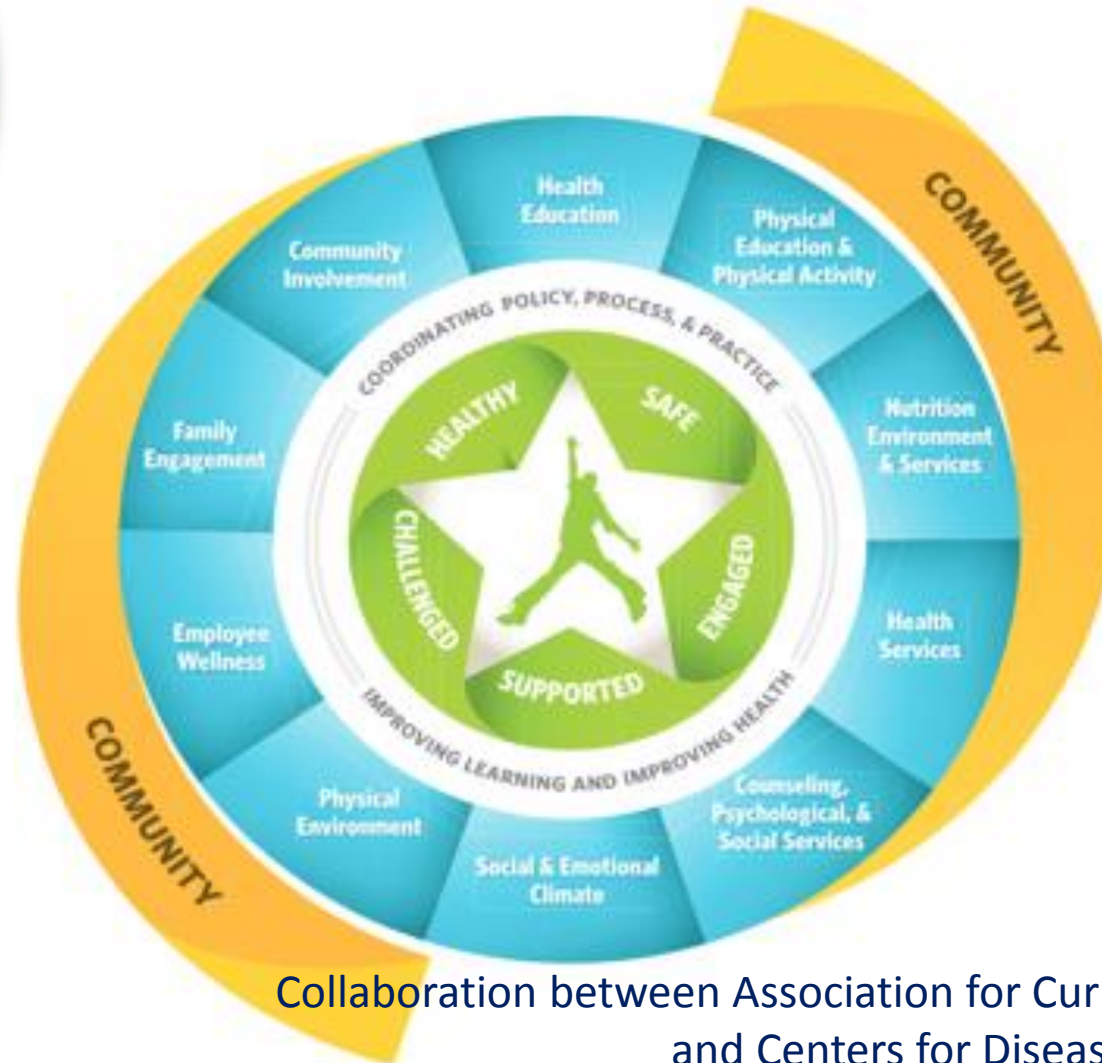 COMMUNITY
Health
Education
Physical
Education &
Physical Activity
Nutrition
Environment
& Services
Health
Services
Counseling,
Psychological, &
Social Services
Social & Emotional
Climate
Physical
Environment
Employee
Wellness
Family
Engagement
Community
Involvement
COORDINATING POLICY, PROCESS, & PRACTICE
IMPROVING LEARNING AND IMPROVING HEALTH
HEALTHY
SAFE
ENGAGED
SUPPORTED
CHALLENGED
COMMUNITY
Collaboration between Association for Cur
and Centers for Diseas